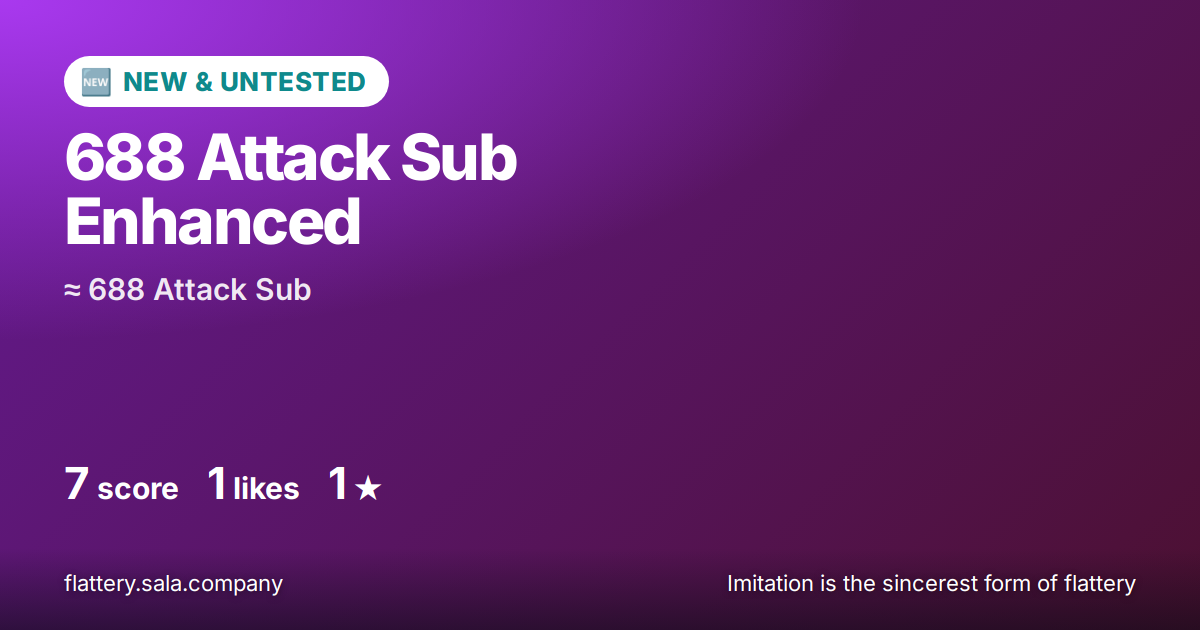 🆕 NEW & UNTESTED
688 Attack Sub
Enhanced
≈ 688 Attack Sub
7 score 1 likes 1 ★
flattery.sala.company
Imitation is the sincerest form of flattery